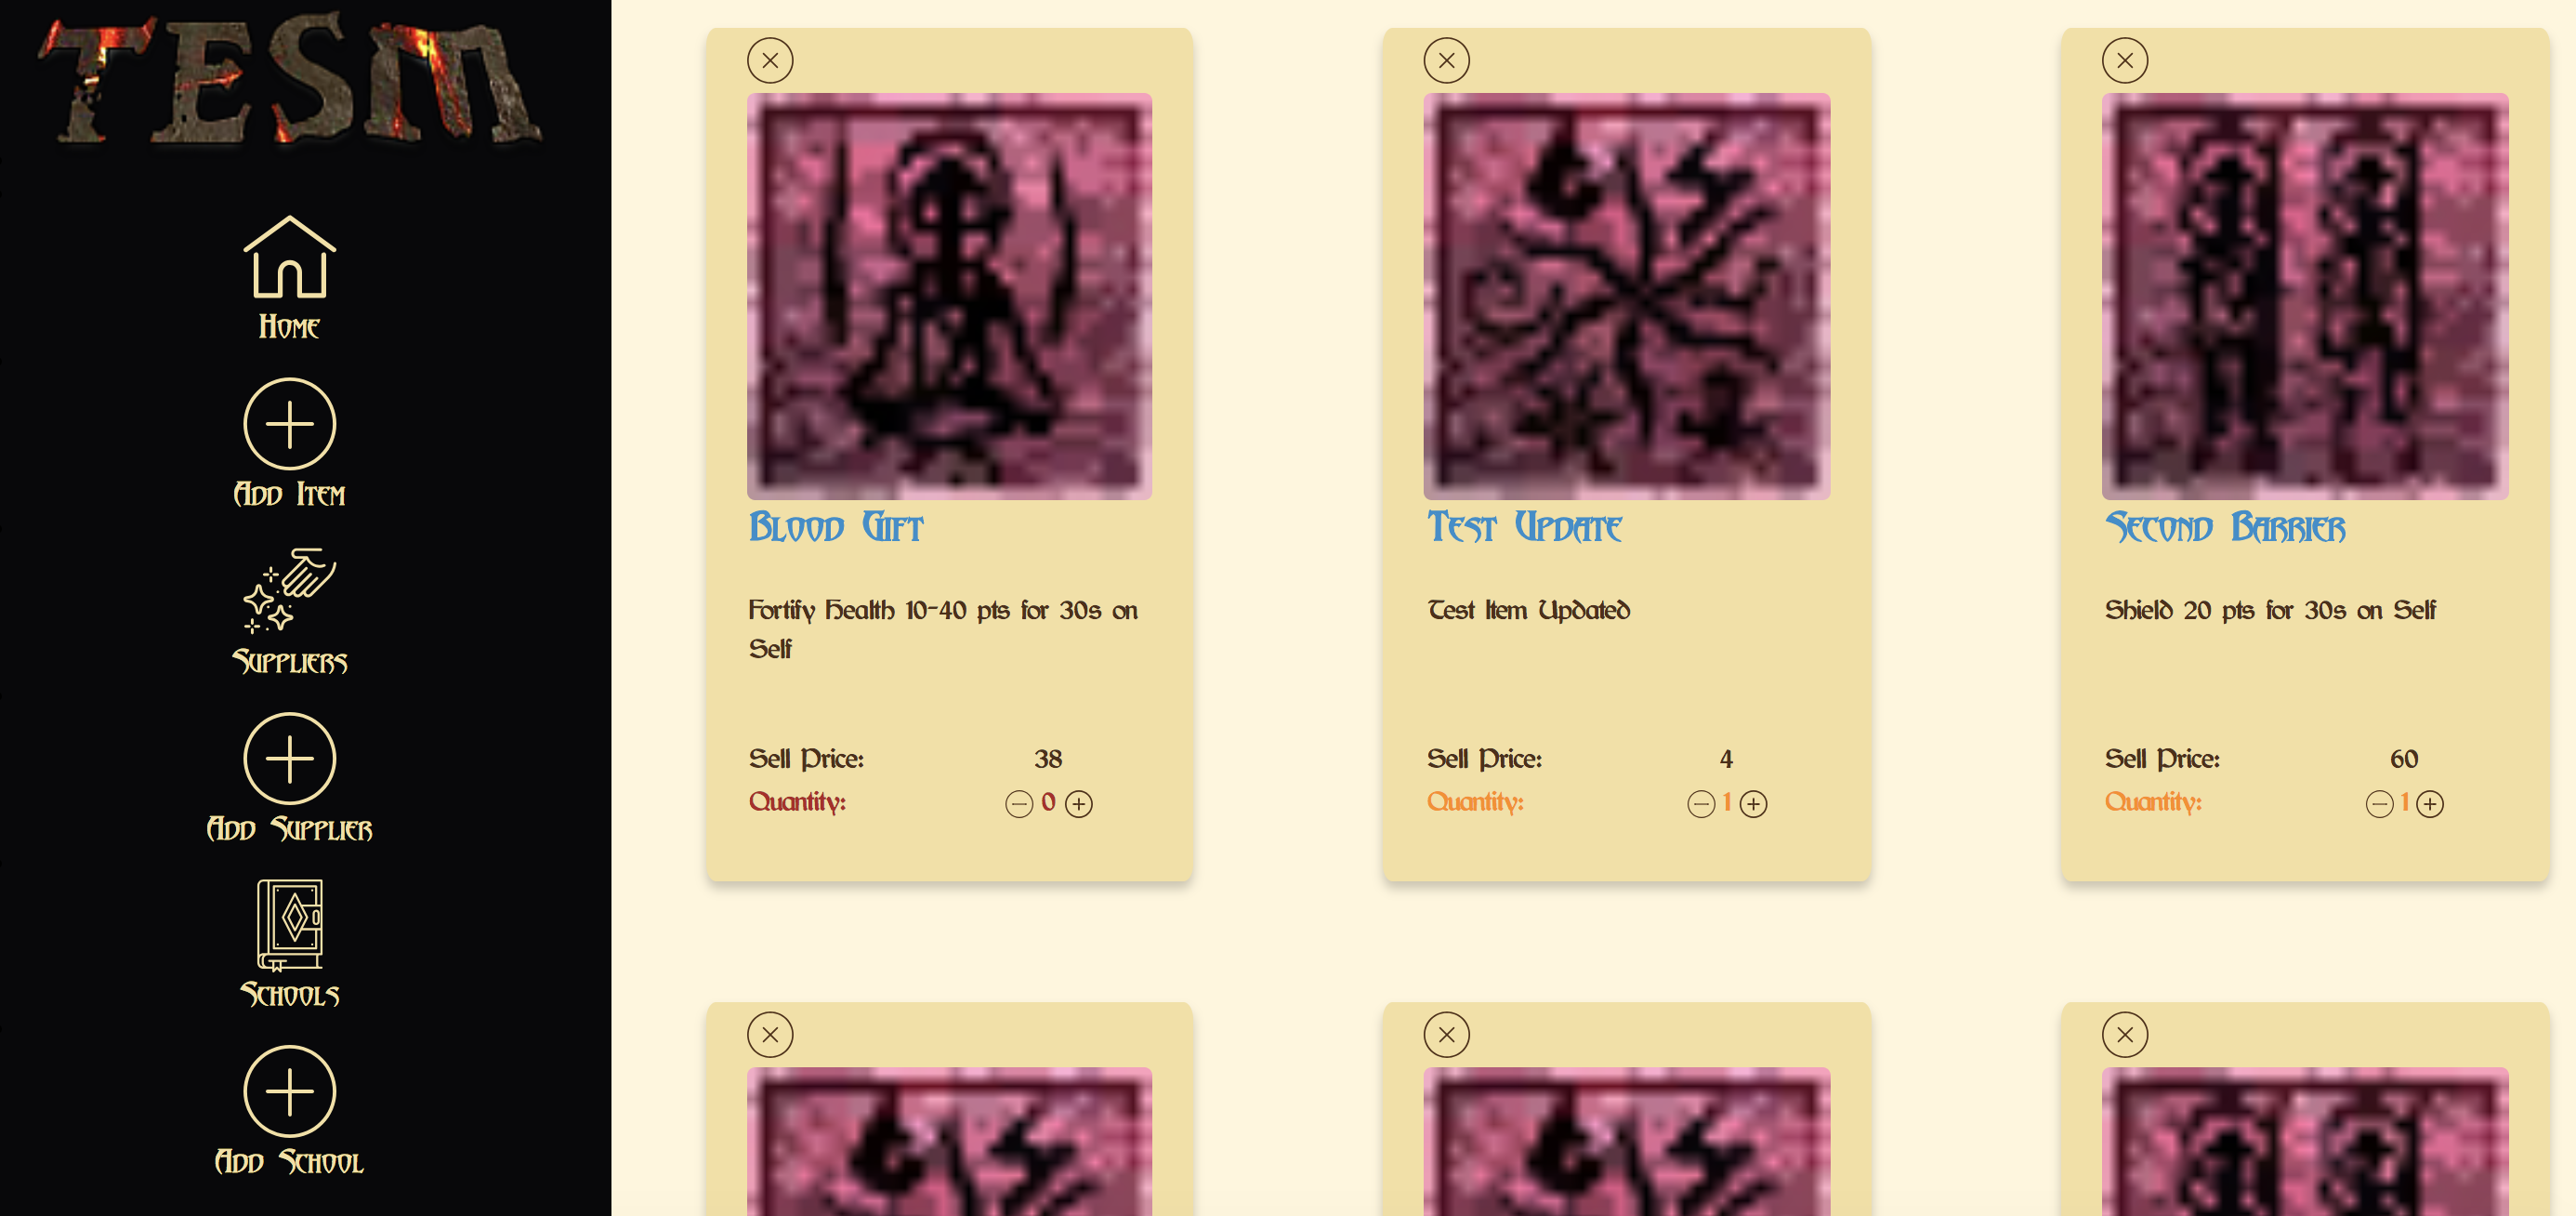 TESM
Home
Add Item
Suppliers
Add Supplier
Schools
Add School
Blood Gift
Fortify Health 10-40 pts for 30s on
Self
Sell Price: 38
Quantity: 0
Test Update
Test Item Updated
Sell Price: 4
Quantity: 1
Second Barrier
Shield 20 pts for 30s on Self
Sell Price: 60
Quantity: 1